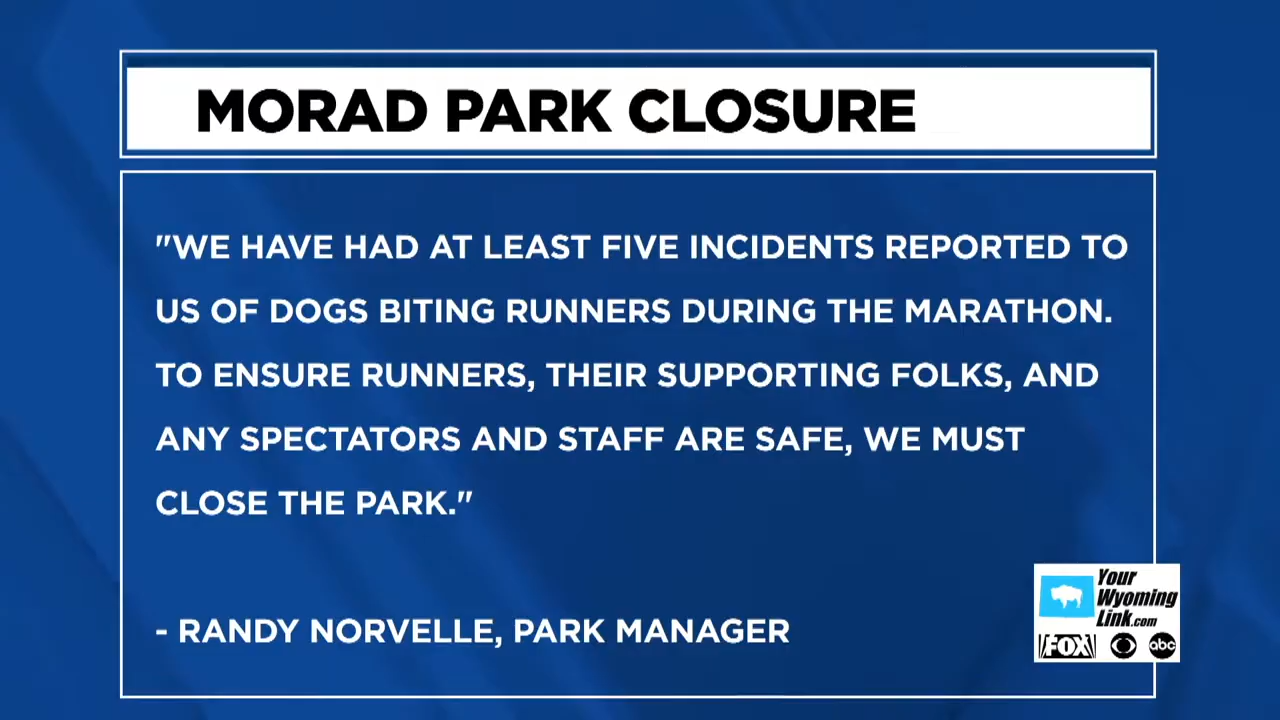 MORAD PARK CLOSURE
"WE HAVE HAD AT LEAST FIVE INCIDENTS REPORTED TO
US OF DOGS BITING RUNNERS DURING THE MARATHON.
TO ENSURE RUNNERS, THEIR SUPPORTING FOLKS, AND
ANY SPECTATORS AND STAFF ARE SAFE, WE MUST
CLOSE THE PARK."
- RANDY NORVELLE, PARK MANAGER
Your
Wyoming
Link.com
FOX abc